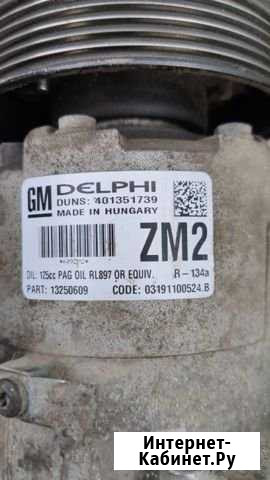 GM DELPHI
DUNS: 401351739
MADE IN HUNGARY
ZM2
OIL: 125cc PAG OIL RL897 OR EQUIV. R-134a
PART: 13250609 CODE: 03191100524.B
Интернет-
Кабинет.Ру